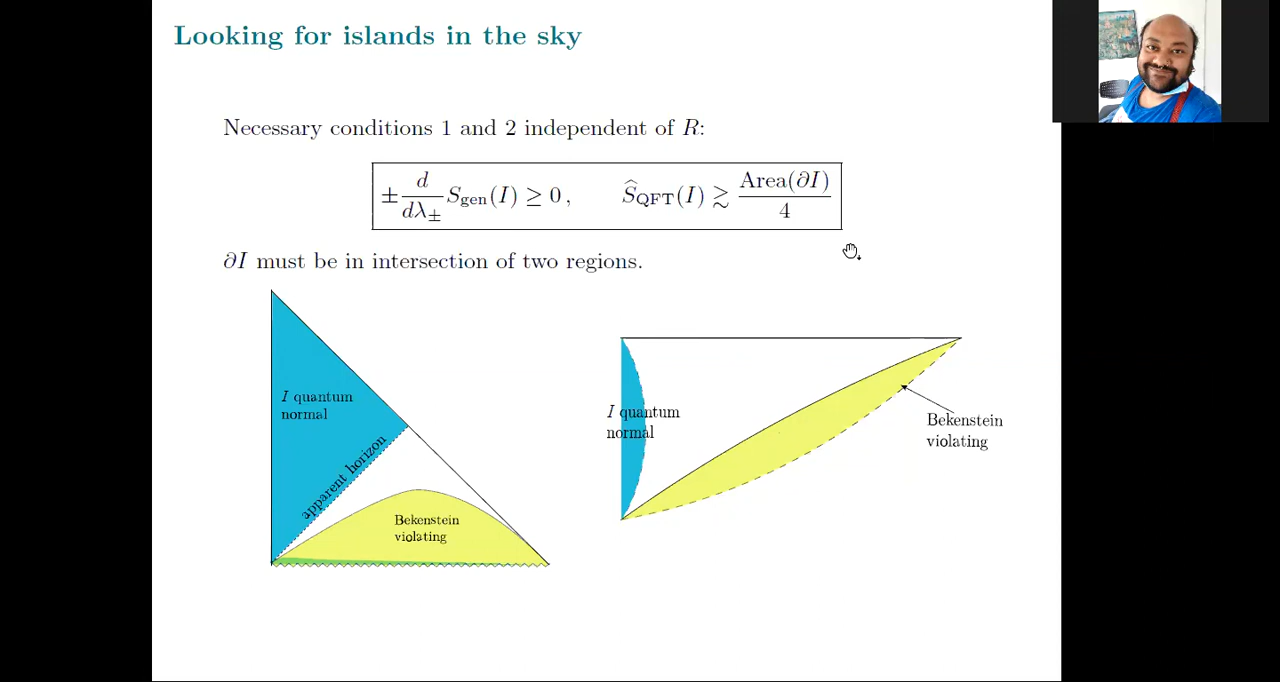 Looking for islands in the sky
Necessary conditions 1 and 2 independent of R:
± d/dλ± S_gen(I) ≥ 0,   Ŝ_QFT(I) ≳ Area(∂I)/4
∂I must be in intersection of two regions.
I quantum
normal
apparent horizon
Bekenstein
violating
I quantum
normal
Bekenstein
violating